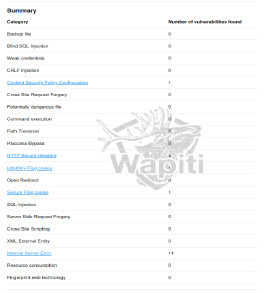 Summary
Category Number of vulnerabilities found
Backup file 0
Blind SQL Injection 0
Weak credentials 0
CRLF Injection 0
Content Security Policy Configuration 1
Cross Site Request Forgery 0
Potentially dangerous file 0
Command execution 0
Path Traversal 0
Htaccess Bypass 0
HTTP Secure Headers
HttpOnly Flag cookie
Open Redirect 0
Secure Flag cookie 1
SQL Injection 0
Server Side Request Forgery 0
Cross Site Scripting 0
XML External Entity 0
Internal Server Error 11
Resource consumption 0
Fingerprint web technology 0
Wapiti